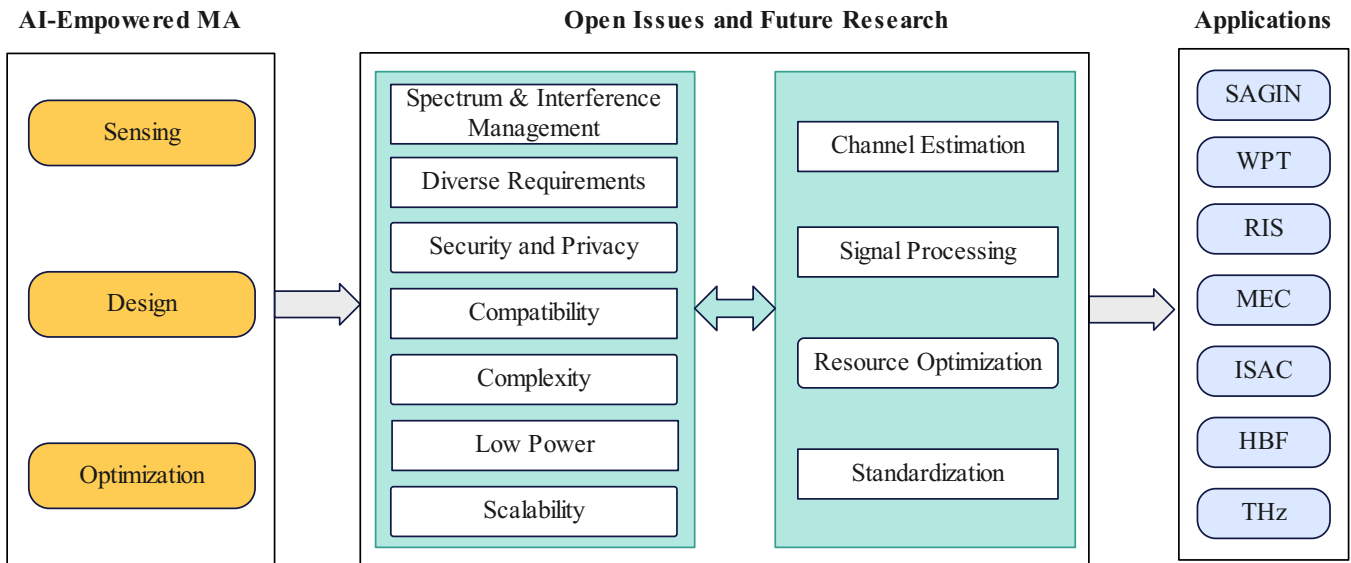 AI-Empowered MA
Open Issues and Future Research
Applications
Sensing
Design
Optimization
Spectrum & Interference
Management
Diverse Requirements
Security and Privacy
Compatibility
Complexity
Low Power
Scalability
Channel Estimation
Signal Processing
Resource Optimization
Standardization
SAGIN
WPT
RIS
MEC
ISAC
HBF
THz